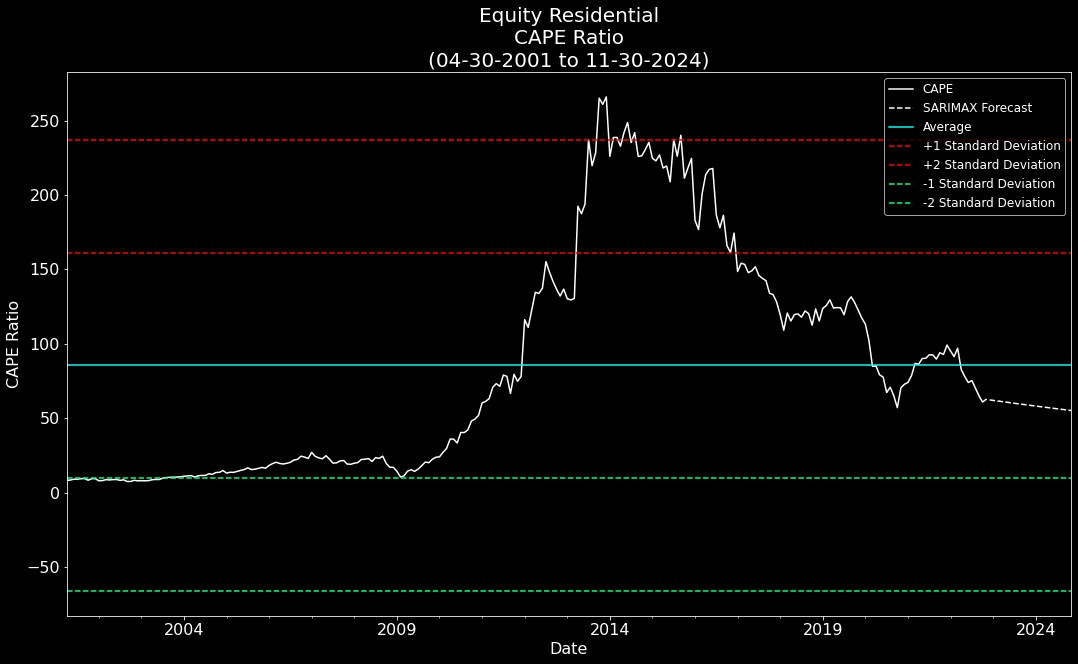 Equity Residential
CAPE Ratio
(04-30-2001 to 11-30-2024)
CAPE
SARIMAX Forecast
Average
+1 Standard Deviation
+2 Standard Deviation
-1 Standard Deviation
-2 Standard Deviation
CAPE Ratio
250
200
150
100
50
0
−50
2004
2009
2014
2019
2024
Date